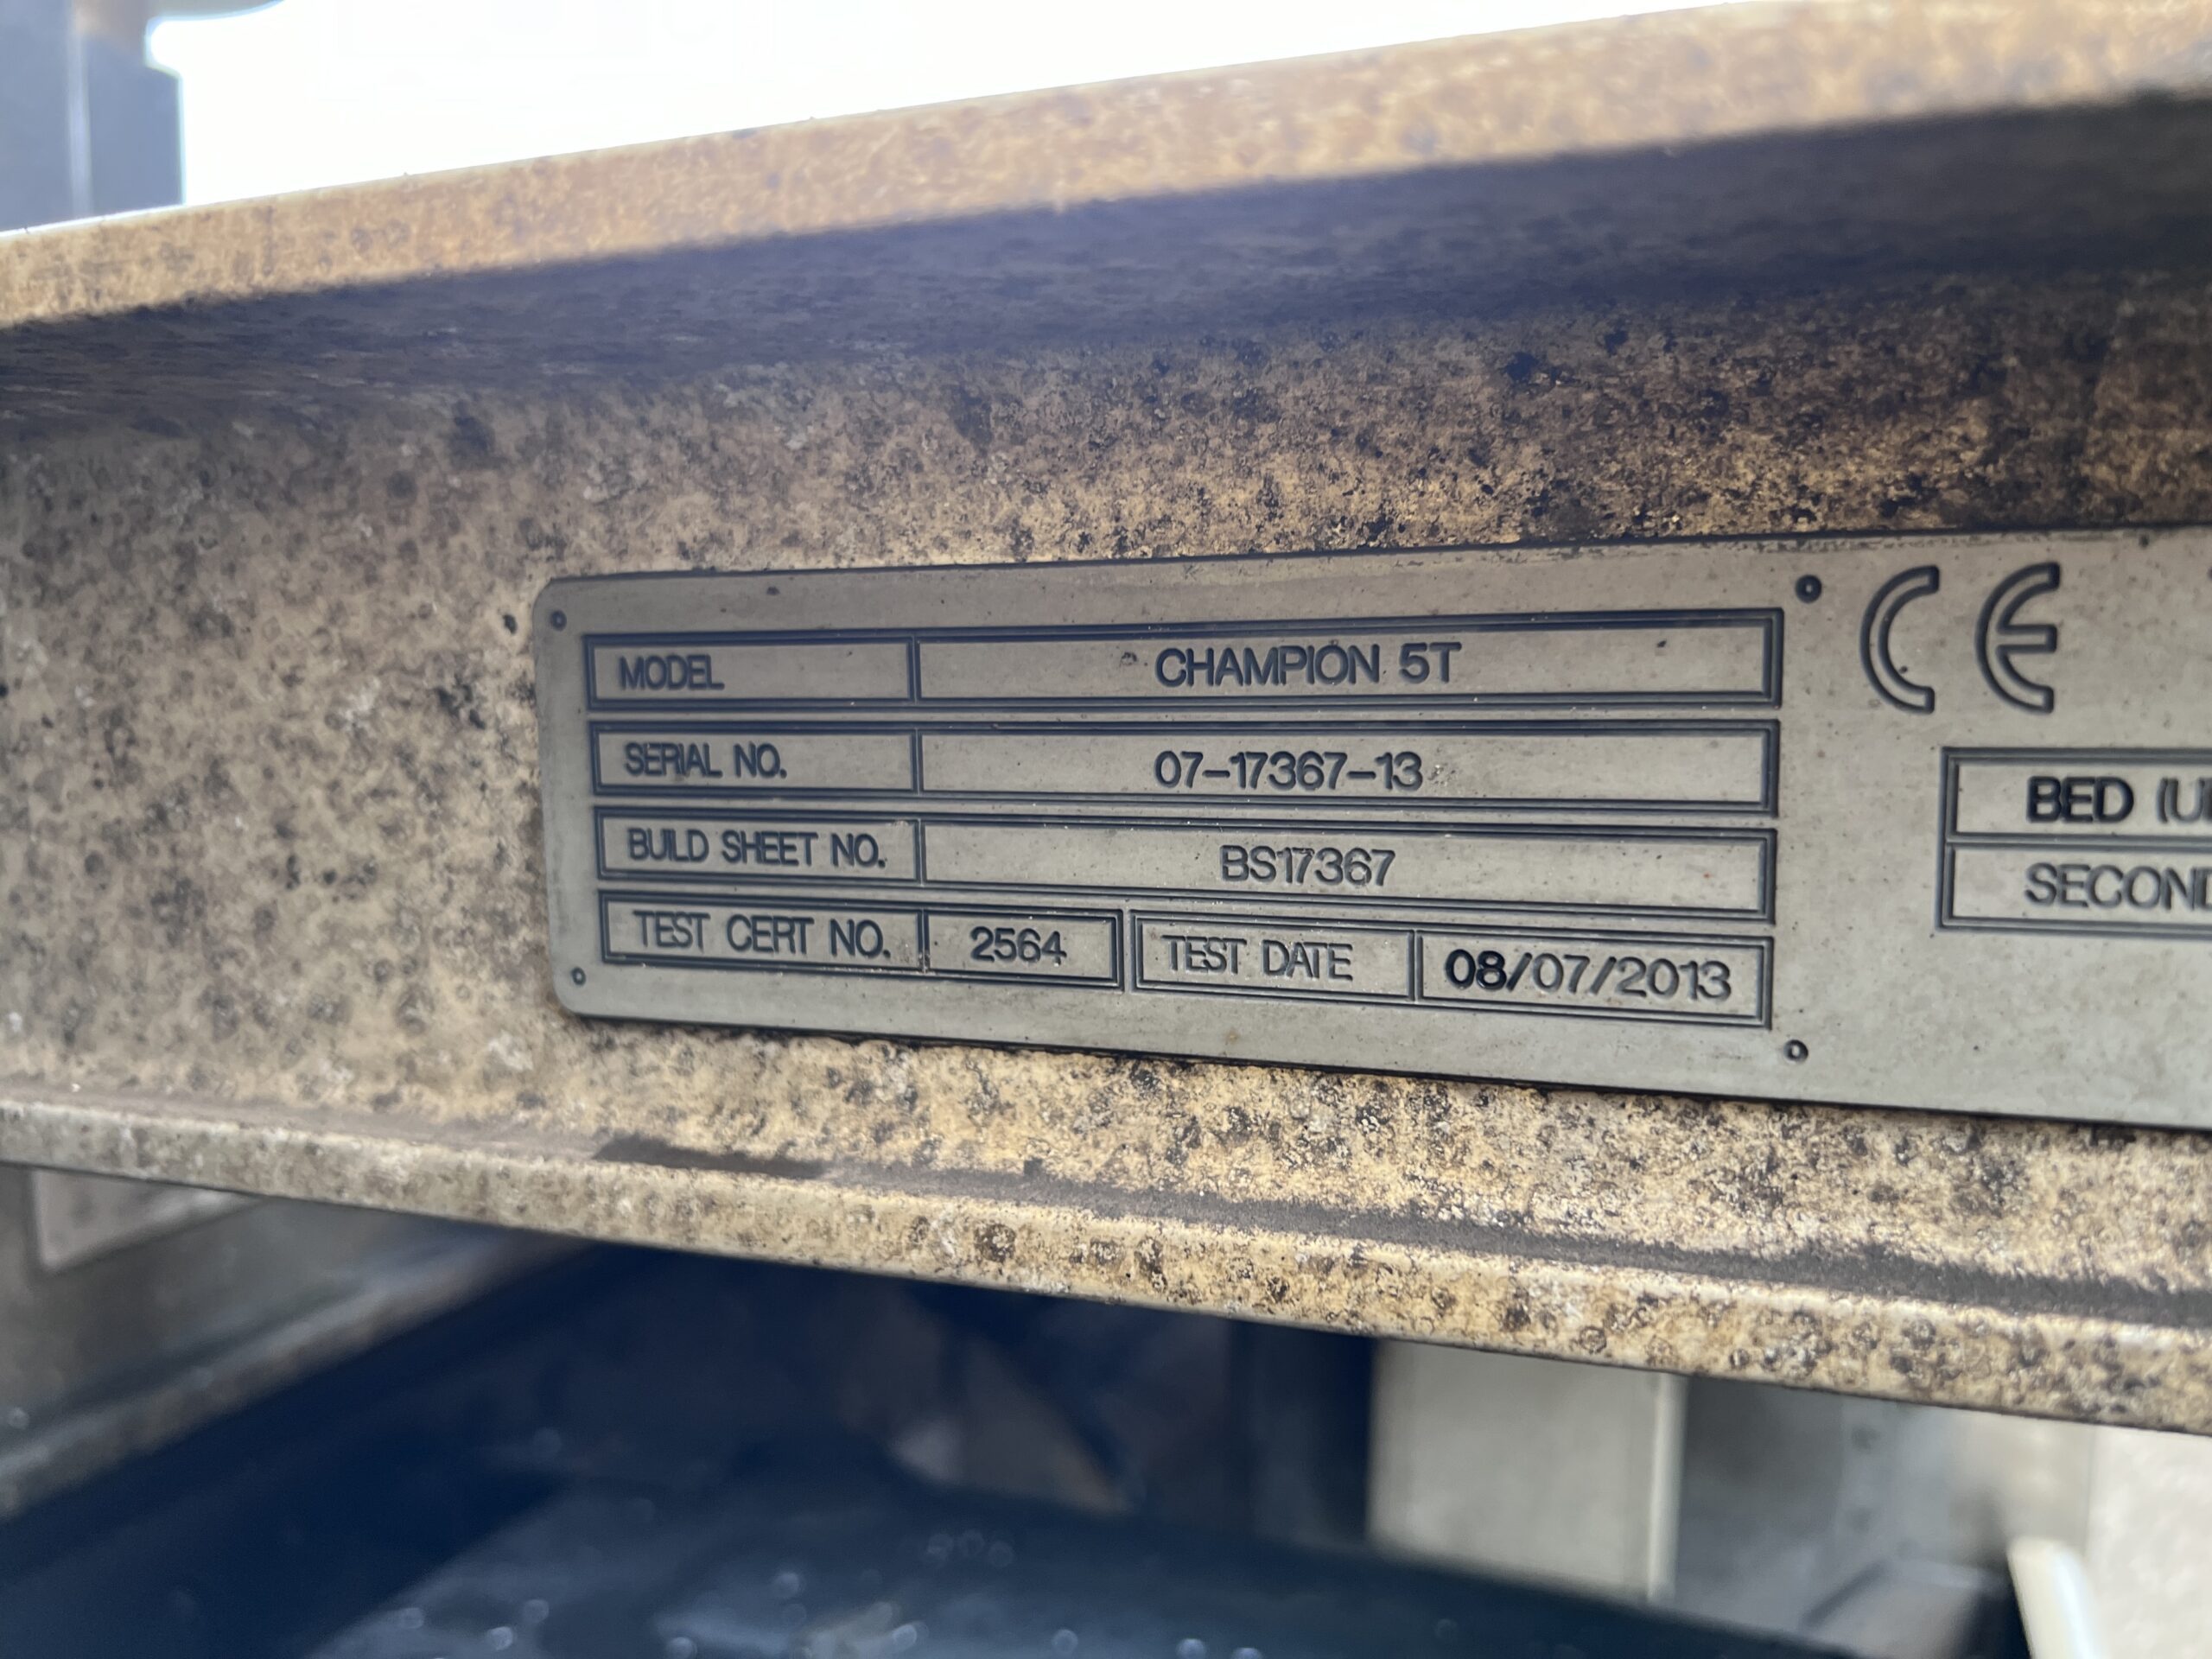 MODEL CHAMPION 5T
SERIAL NO. 07-17367-13
BUILD SHEET NO. BS17367
TEST CERT NO. 2564 TEST DATE 08/07/2013
CE
BED